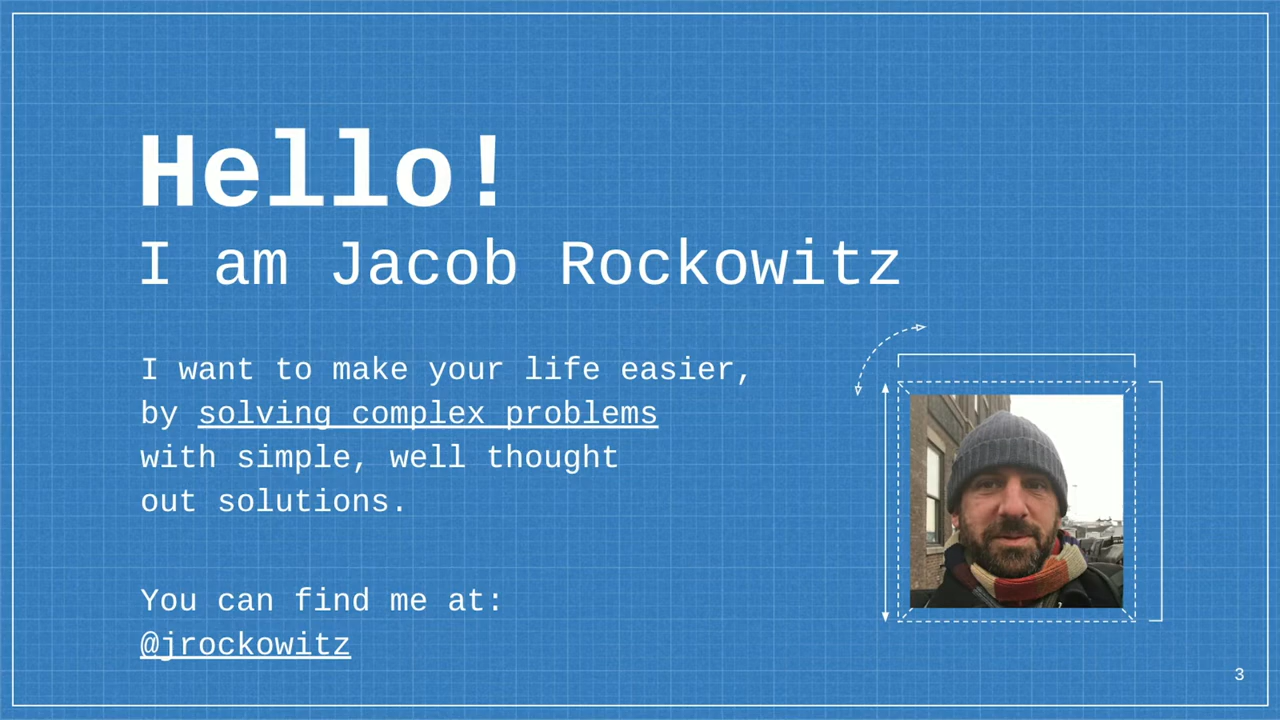 Hello!
I am Jacob Rockowitz
I want to make your life easier,
by solving complex problems
with simple, well thought
out solutions.
You can find me at:
@jrockowitz
3